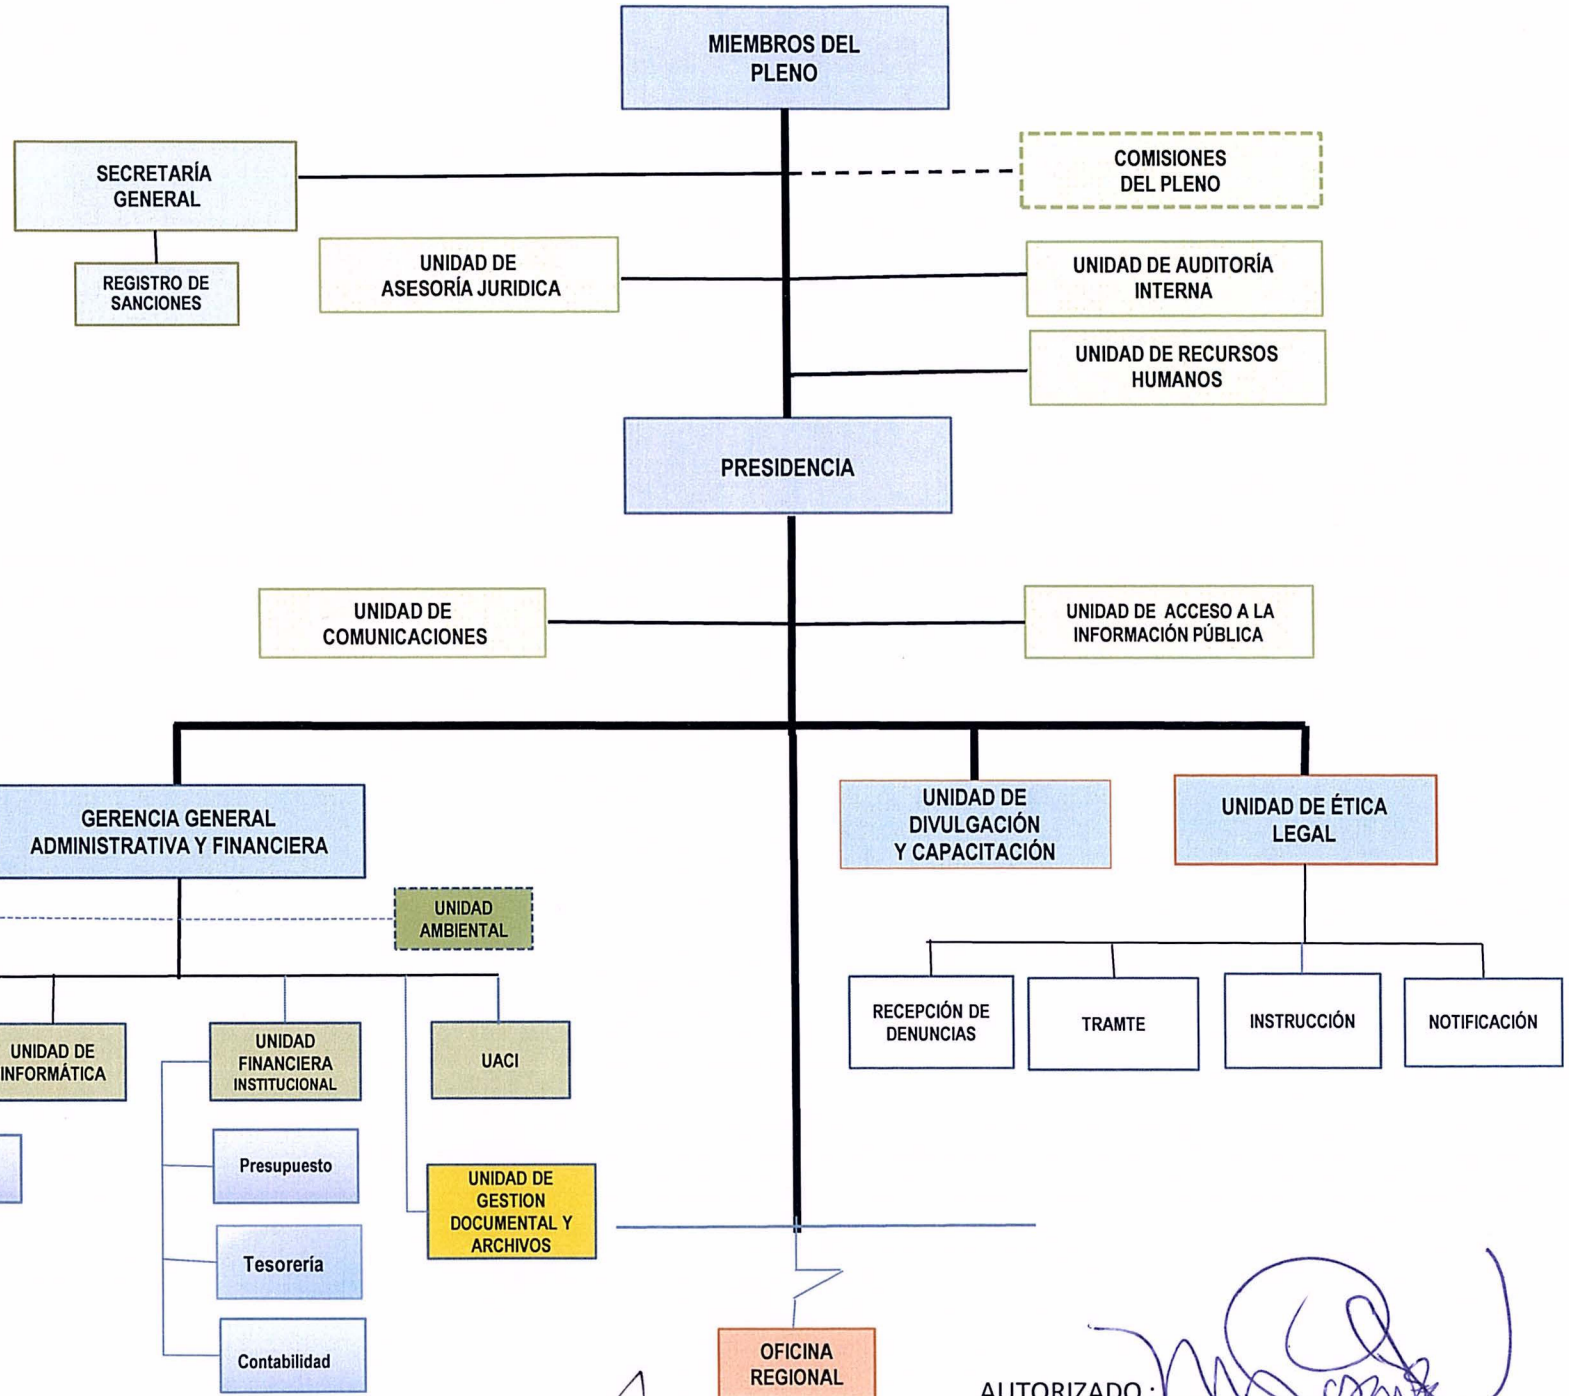 MIEMBROS DEL
PLENO
SECRETARÍA
GENERAL
COMISIONES
DEL PLENO
REGISTRO DE
SANCIONES
UNIDAD DE
ASESORÍA JURIDICA
UNIDAD DE AUDITORÍA
INTERNA
UNIDAD DE RECURSOS
HUMANOS
PRESIDENCIA
UNIDAD DE
COMUNICACIONES
UNIDAD DE ACCESO A LA
INFORMACIÓN PÚBLICA
GERENCIA GENERAL
ADMINISTRATIVA Y FINANCIERA
UNIDAD DE
DIVULGACIÓN
Y CAPACITACIÓN
UNIDAD DE ÉTICA
LEGAL
UNIDAD
AMBIENTAL
RECEPCIÓN DE
DENUNCIAS
TRAMTE
INSTRUCCIÓN
NOTIFICACIÓN
UNIDAD DE
INFORMÁTICA
UNIDAD
FINANCIERA
INSTITUCIONAL
UACI
Presupuesto
Tesorería
Contabilidad
UNIDAD DE
GESTION
DOCUMENTAL Y
ARCHIVOS
OFICINA
REGIONAL
AUTORIZADO :